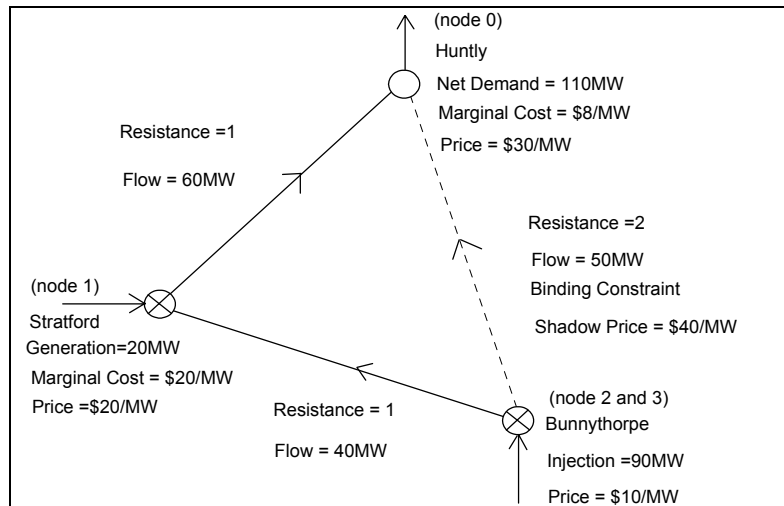 (node 0)
Huntly
Net Demand = 110MW
Marginal Cost = $8/MW
Price = $30/MW
Resistance =1
Flow = 60MW
Resistance =2
Flow = 50MW
Binding Constraint
Shadow Price = $40/MW
(node 1)
Stratford
Generation=20MW
Marginal Cost = $20/MW
Price =$20/MW
Resistance = 1
Flow = 40MW
(node 2 and 3)
Bunnythorpe
Injection =90MW
Price = $10/MW